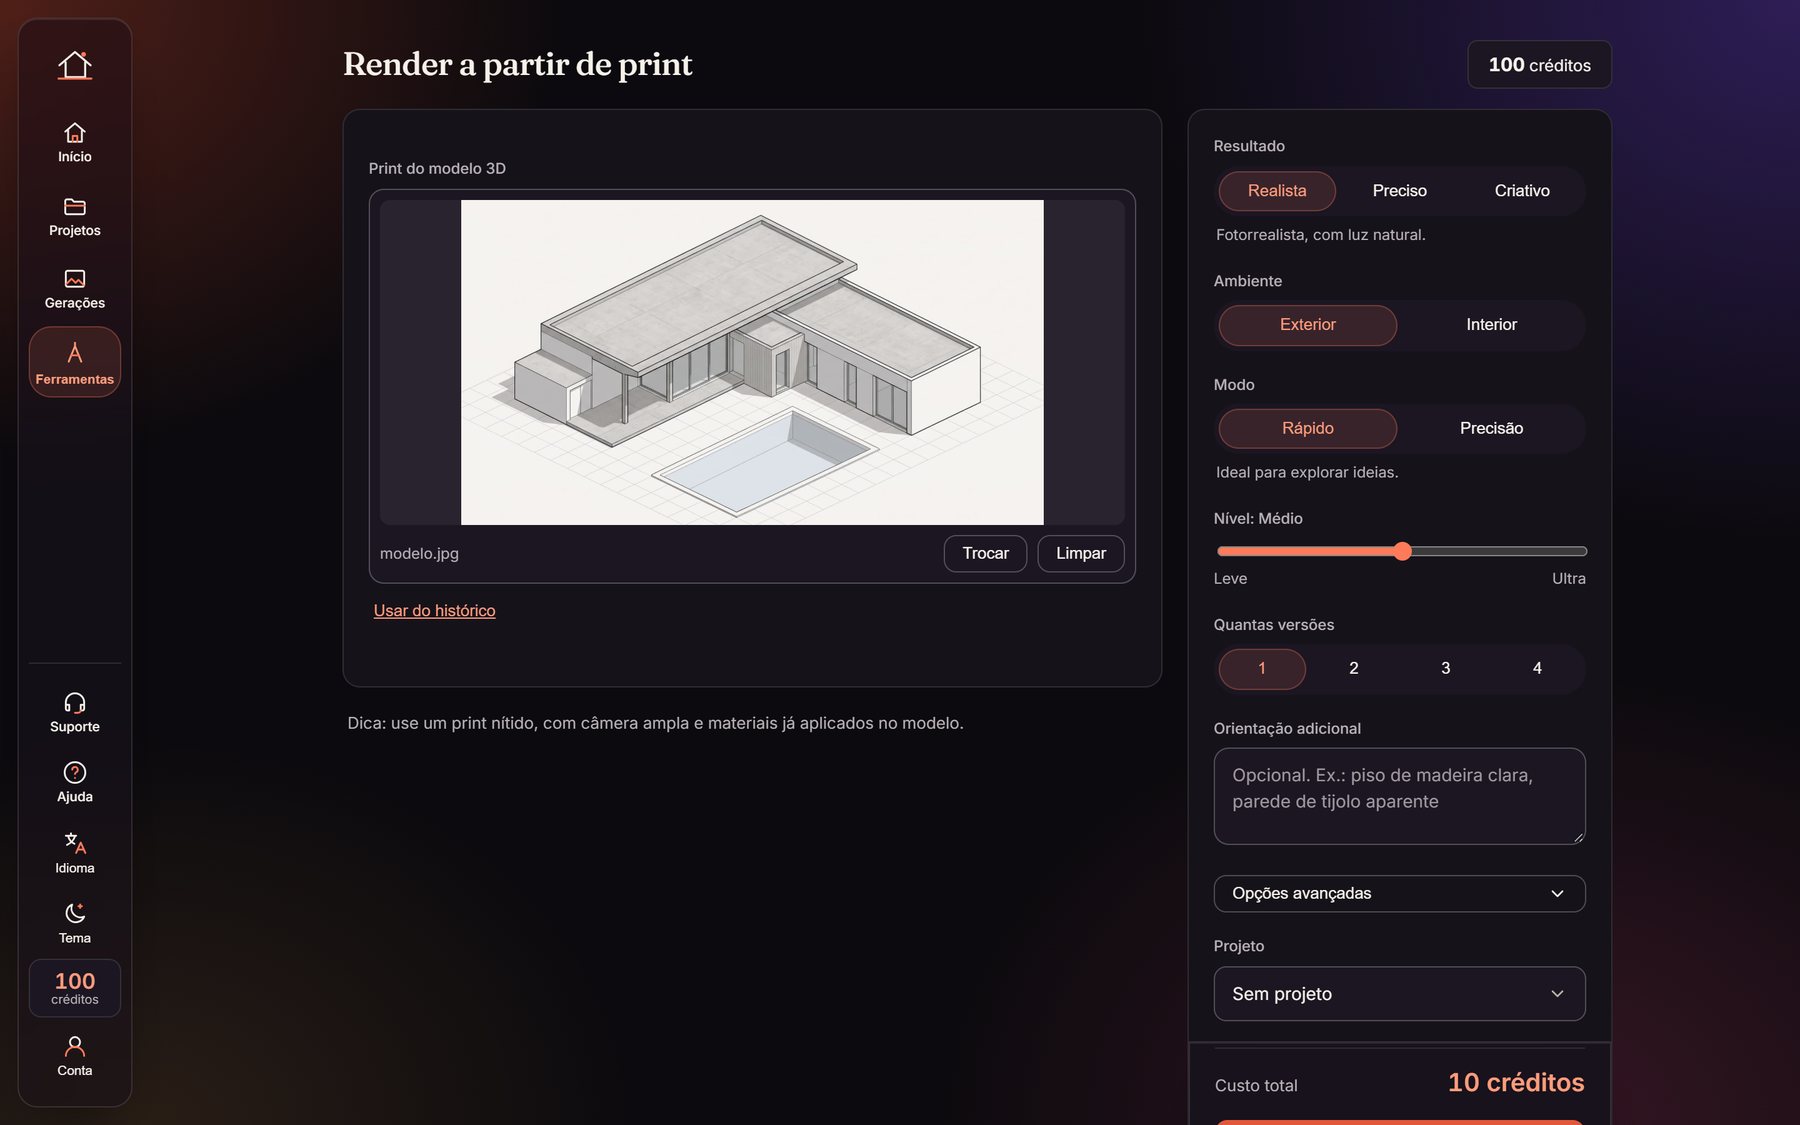 Início
Projetos
Gerações
Ferramentas
Suporte
Ajuda
Idioma
Tema
100
créditos
Conta
Render a partir de print
100 créditos
Print do modelo 3D
modelo.jpg
Trocar
Limpar
Usar do histórico
Dica: use um print nítido, com câmera ampla e materiais já aplicados no modelo.
Resultado
Realista
Preciso
Criativo
Fotorrealista, com luz natural.
Ambiente
Exterior
Interior
Modo
Rápido
Precisão
Ideal para explorar ideias.
Nível: Médio
Leve
Ultra
Quantas versões
1
2
3
4
Orientação adicional
Opcional. Ex.: piso de madeira clara,
parede de tijolo aparente
Opções avançadas
Projeto
Sem projeto
Custo total
10 créditos